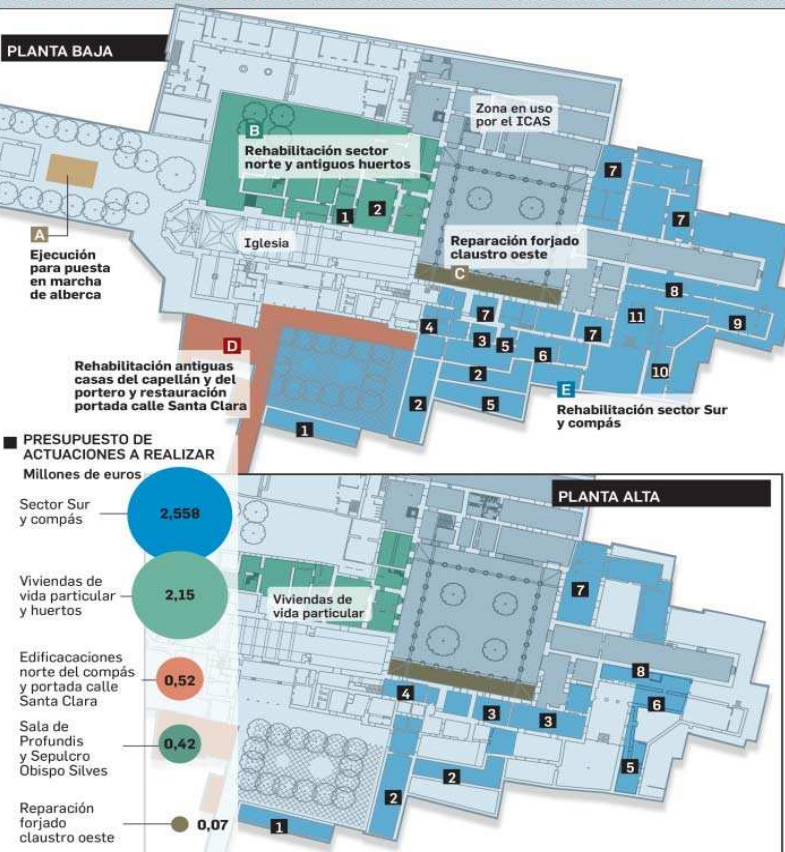 PLANTA BAJA
Zona en uso
por el ICAS
B
Rehabilitación sector
norte y antiguos huertos
7
7
1
2
A
Ejecución
para puesta
en marcha
de alberca
Iglesia
Reparación forjado
claustro oeste
C
8
4
7
3
5
7
11
9
6
10
D
Rehabilitación antiguas
casas del capellán y del
portero y restauración
portada calle Santa Clara
2
2
5
E
Rehabilitación sector Sur
y compás
1
PRESUPUESTO DE
ACTUACIONES A REALIZAR
Millones de euros
Sector Sur
y compás
2,558
Viviendas de
vida particular
y huertos
2,15
Edificacaciones
norte del compás
y portada calle
Santa Clara
0,52
Sala de
Profundis
y Sepulcro
Obispo Silves
0,42
Reparación
forjado
claustro oeste
0,07
PLANTA ALTA
Viviendas de
vida particular
7
8
4
6
3
3
5
2
2
1